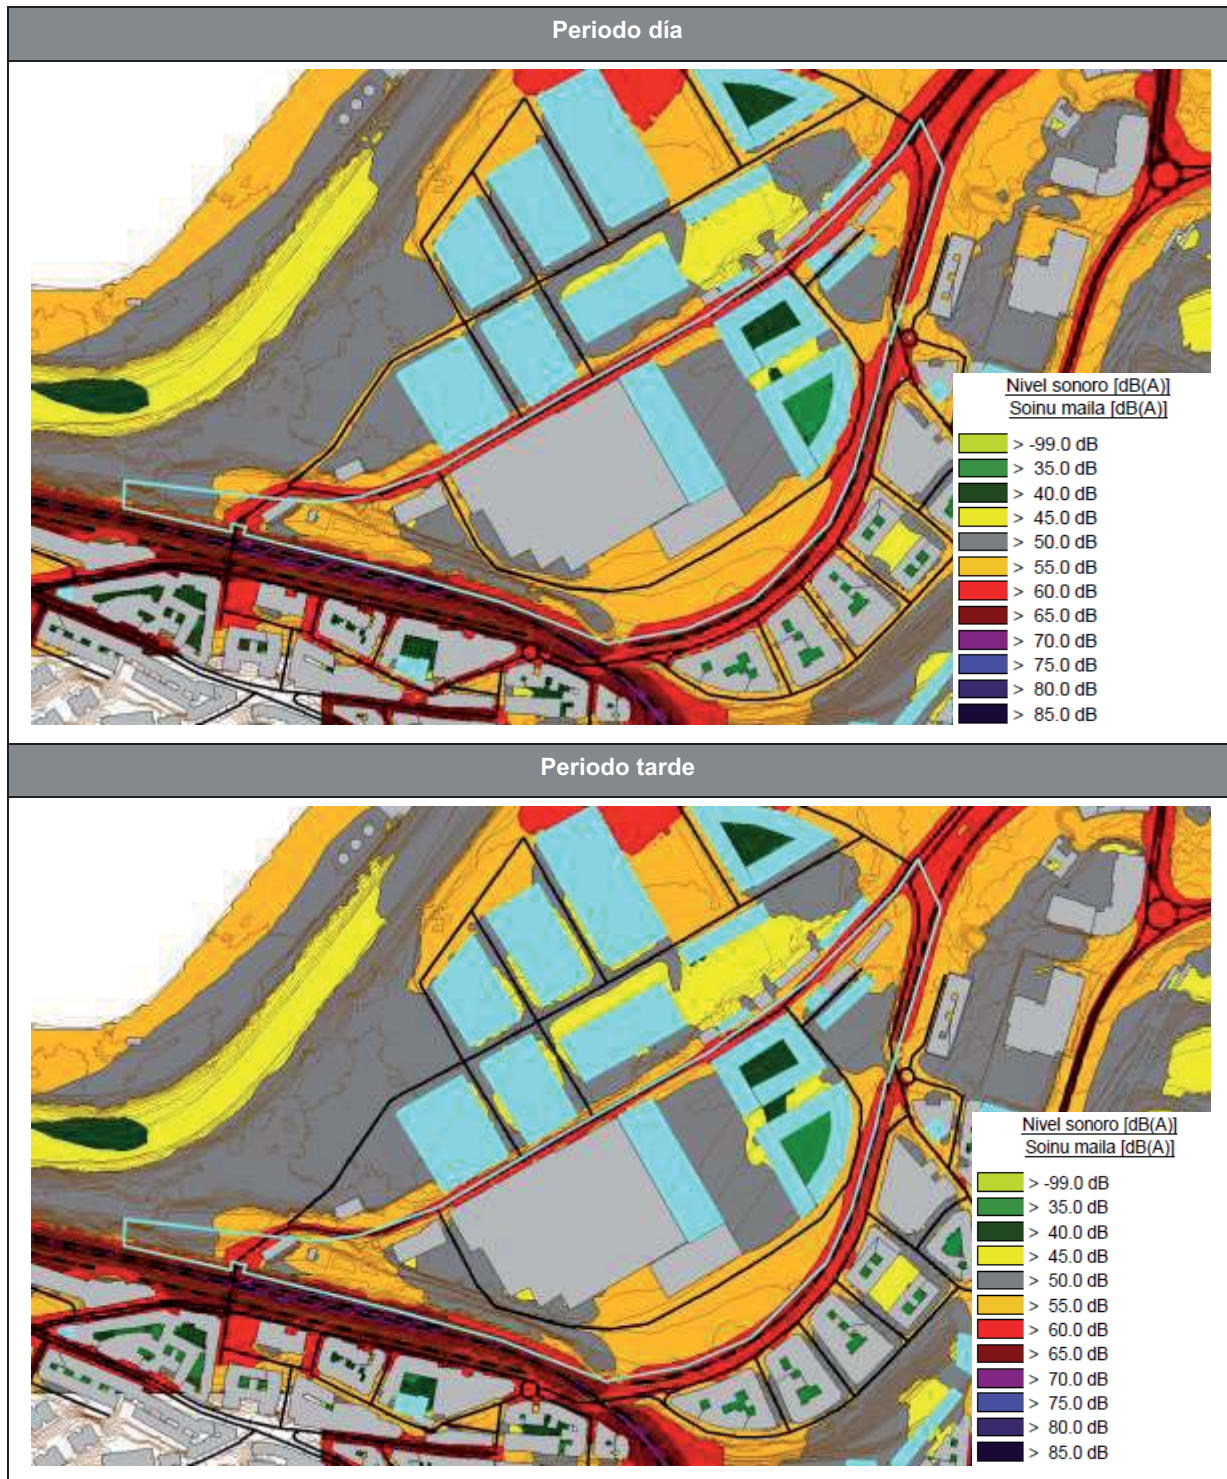 Periodo día
Nivel sonoro [dB(A)]
Soinu maila [dB(A)]
> -99.0 dB
> 35.0 dB
> 40.0 dB
> 45.0 dB
> 50.0 dB
> 55.0 dB
> 60.0 dB
> 65.0 dB
> 70.0 dB
> 75.0 dB
> 80.0 dB
> 85.0 dB
Periodo tarde
Nivel sonoro [dB(A)]
Soinu maila [dB(A)]
> -99.0 dB
> 35.0 dB
> 40.0 dB
> 45.0 dB
> 50.0 dB
> 55.0 dB
> 60.0 dB
> 65.0 dB
> 70.0 dB
> 75.0 dB
> 80.0 dB
> 85.0 dB